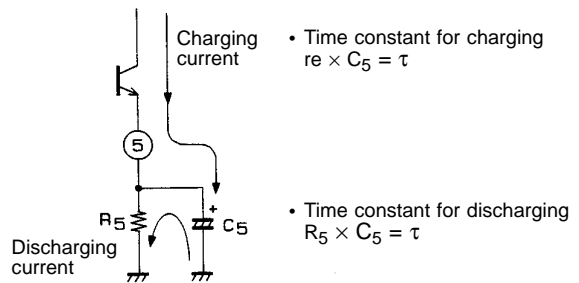 Charging
current
• Time constant for charging
re × C5 = τ
5
R5
+
C5
• Time constant for discharging
R5 × C5 = τ
Discharging
current